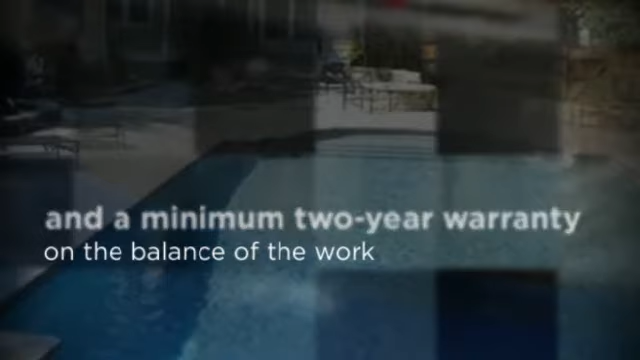 and a minimum two-year warranty
on the balance of the work